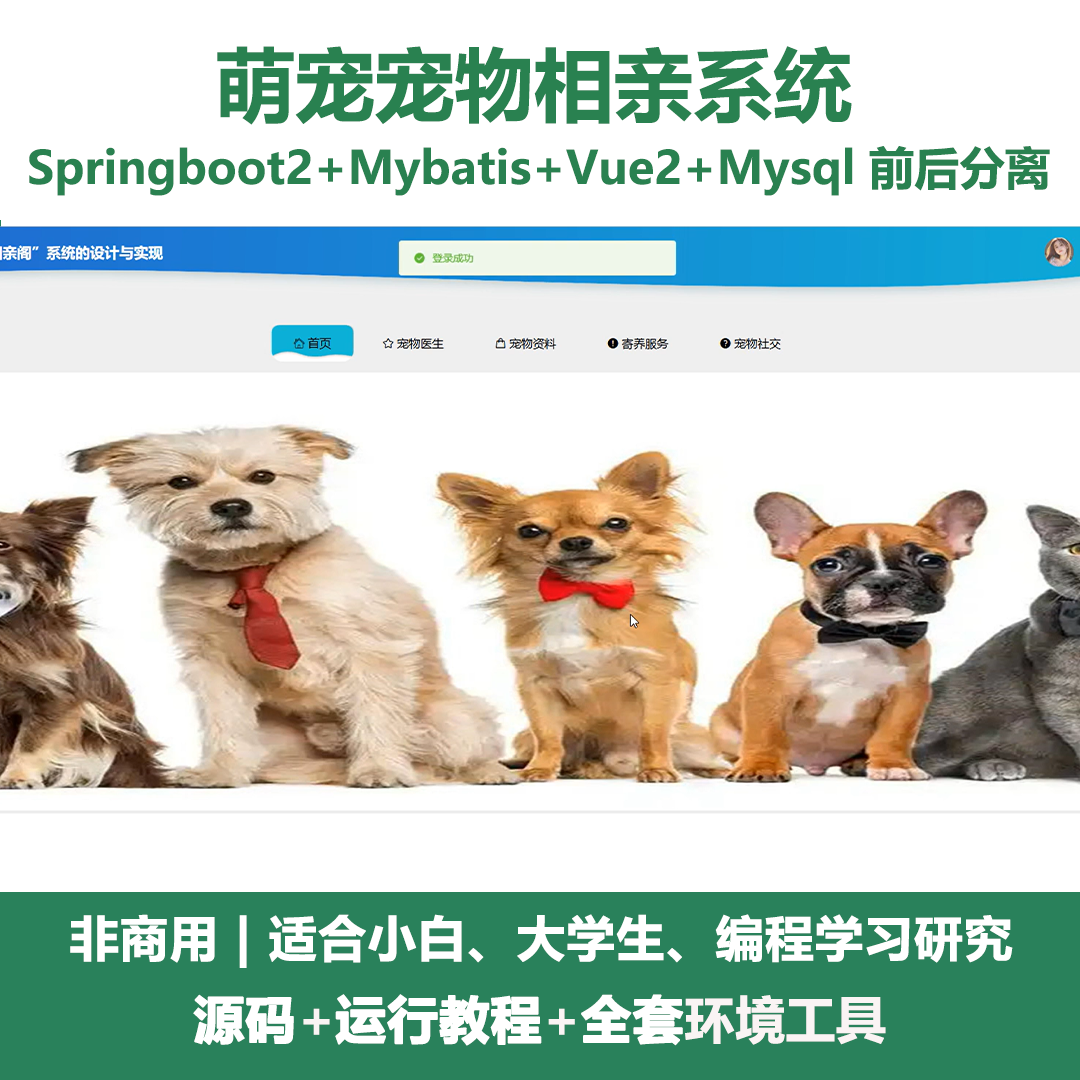 萌宠宠物相亲系统
Springboot2+Mybatis+Vue2+Mysql 前后分离
亲阁”系统的设计与实现
登录成功
首页 宠物医生 宠物资料 寄养服务 宠物社交
非商用｜适合小白、大学生、编程学习研究
源码+运行教程+全套环境工具